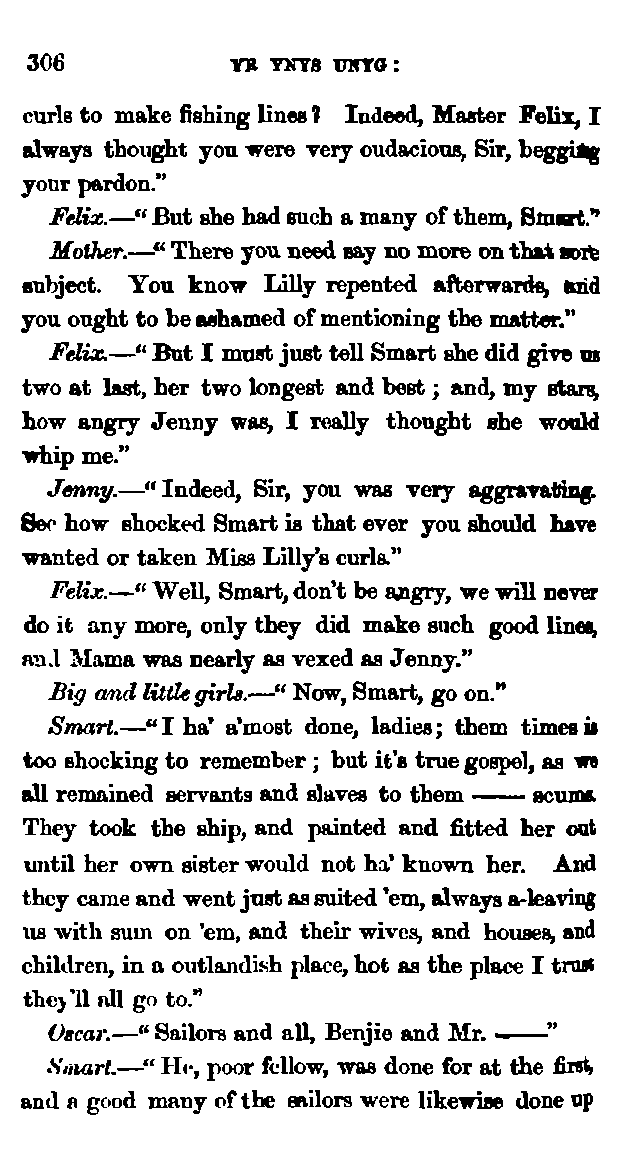 306 YR YNYS UNYG:
curls to make fishing lines? Indeed, Master Felix, I
always thought you were very oudacious, Sir, begging
your pardon."
Felix.—"But she had such a many of them, Smart."
Mother.—"There you need say no more on that sore
subject. You know Lilly repented afterwards, and
you ought to be ashamed of mentioning the matter."
Felix.—"But I must just tell Smart she did give us
two at last, her two longest and best; and, my stars,
how angry Jenny was, I really thought she would
whip me."
Jenny.—"Indeed, Sir, you was very aggravating.
See how shocked Smart is that ever you should have
wanted or taken Miss Lilly's curls."
Felix.—"Well, Smart, don't be angry, we will never
do it any more, only they did make such good lines,
and Mama was nearly as vexed as Jenny."
Big and little girls.—"Now, Smart, go on."
Smart.—"I ha' a'most done, ladies; them times is
too shocking to remember; but it's true gospel, as we
all remained servants and slaves to them —— scums.
They took the ship, and painted and fitted her out
until her own sister would not ha' known her. And
they came and went just as suited 'em, always a-leaving
us with sum on 'em, and their wives, and houses, and
children, in a outlandish place, hot as the place I trust
they'll all go to."
Oscar.—"Sailors and all, Benjie and Mr. ——"
Smart.—"He, poor fellow, was done for at the first,
and a good many of the sailors were likewise done up